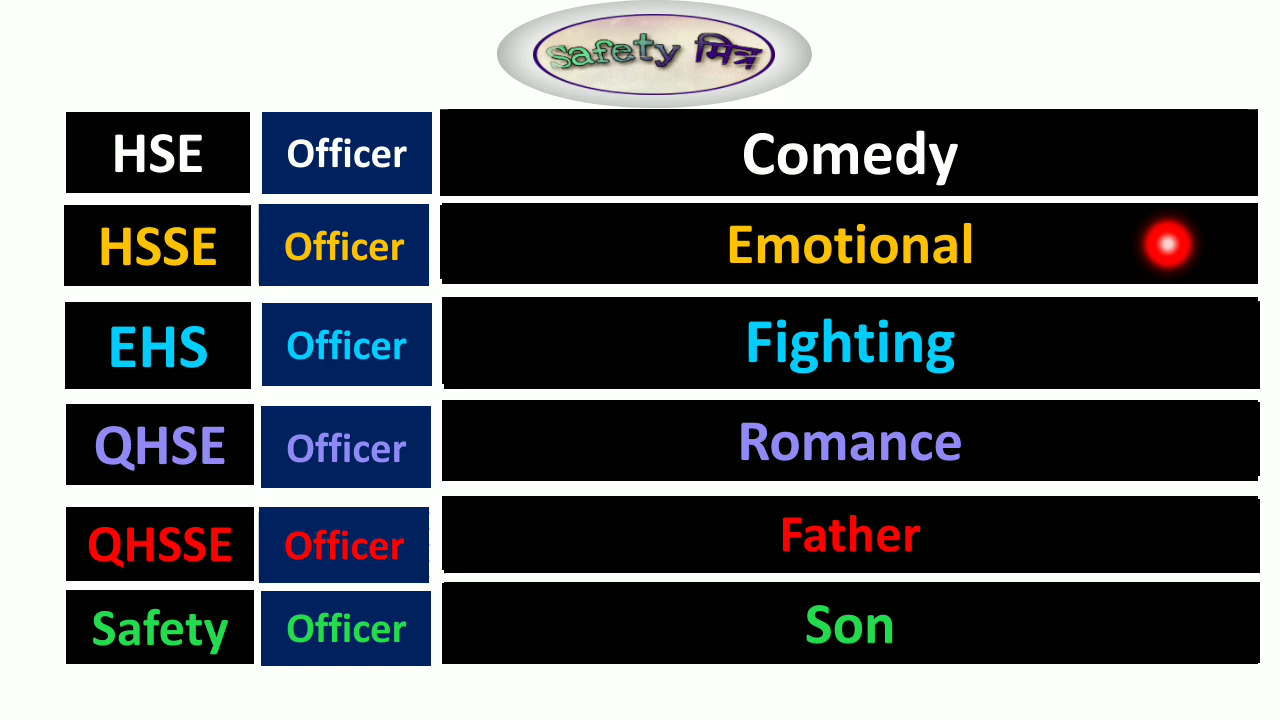 Safety मित्र
HSE Officer Comedy
HSSE Officer Emotional
EHS Officer Fighting
QHSE Officer Romance
QHSSE Officer Father
Safety Officer Son